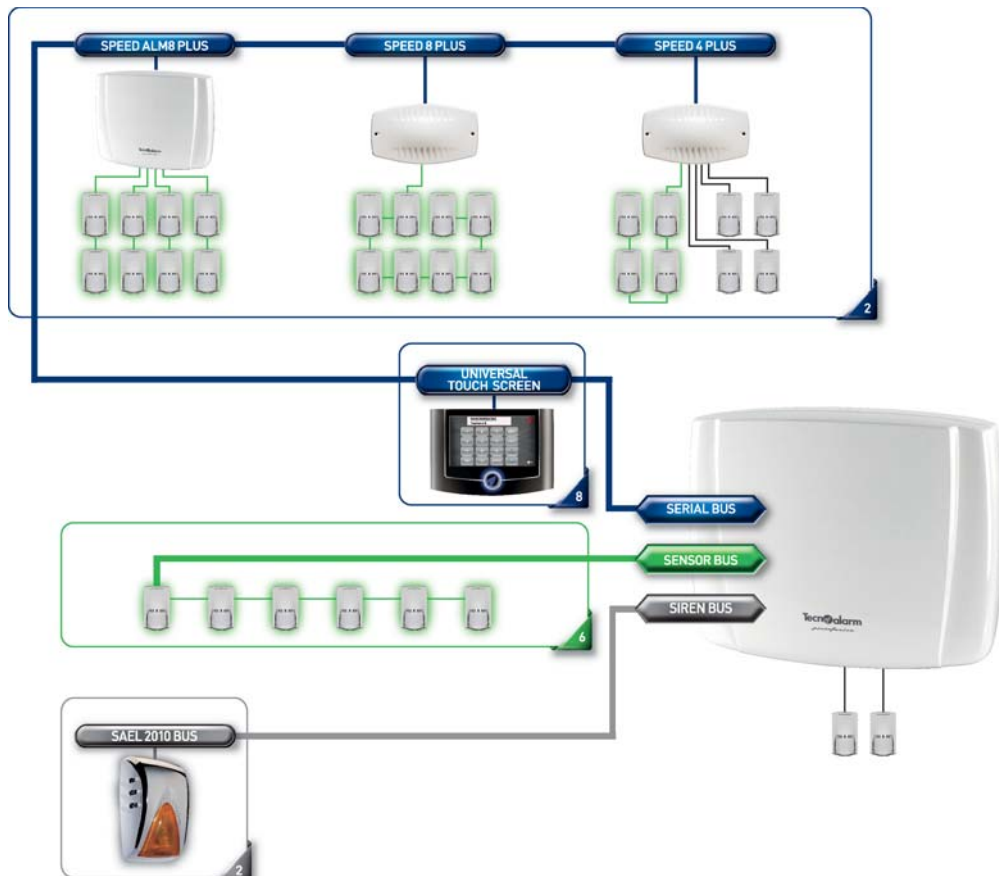 SPEED ALM8 PLUS
SPEED 8 PLUS
SPEED 4 PLUS
Tecnoalarm
2
UNIVERSAL
TOUCH SCREEN
8
SERIAL BUS
SENSOR BUS
SIREN BUS
6
Tecnoalarm
SAEL 2010 BUS
2